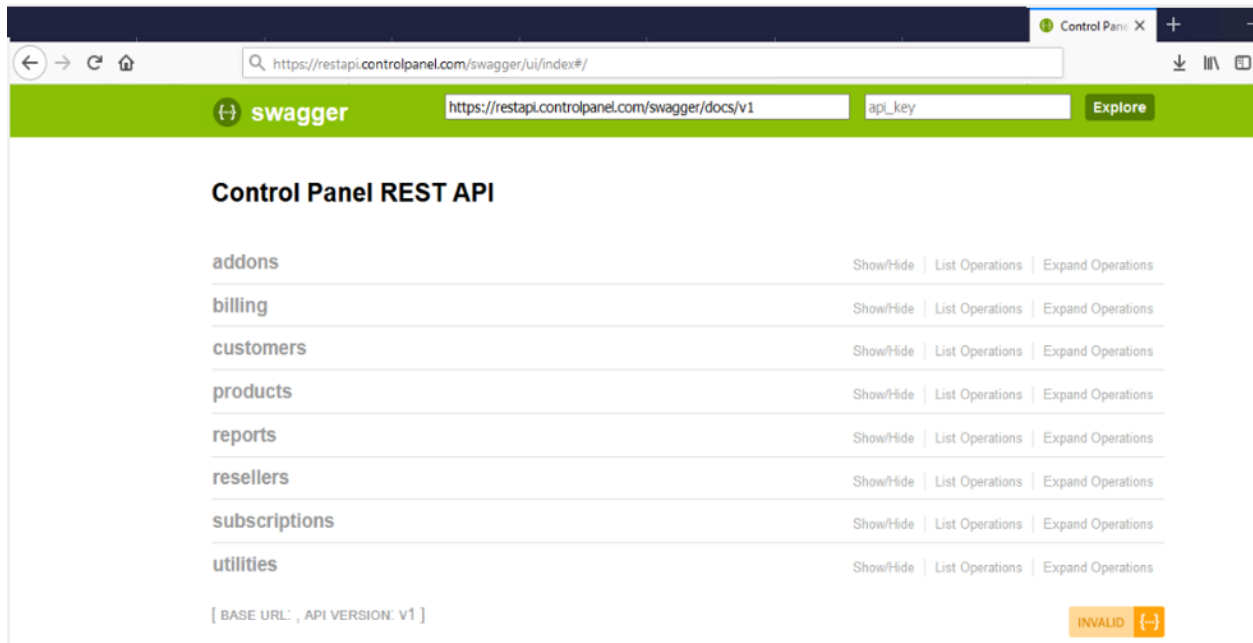 Control Pane
https://restapi.controlpanel.com/swagger/ui/index#/
{--} swagger https://restapi.controlpanel.com/swagger/docs/v1 api_key Explore
Control Panel REST API
addons Show/Hide List Operations Expand Operations
billing Show/Hide List Operations Expand Operations
customers Show/Hide List Operations Expand Operations
products Show/Hide List Operations Expand Operations
reports Show/Hide List Operations Expand Operations
resellers Show/Hide List Operations Expand Operations
subscriptions Show/Hide List Operations Expand Operations
utilities Show/Hide List Operations Expand Operations
[ BASE URL: , API VERSION: V1 ] INVALID {--}